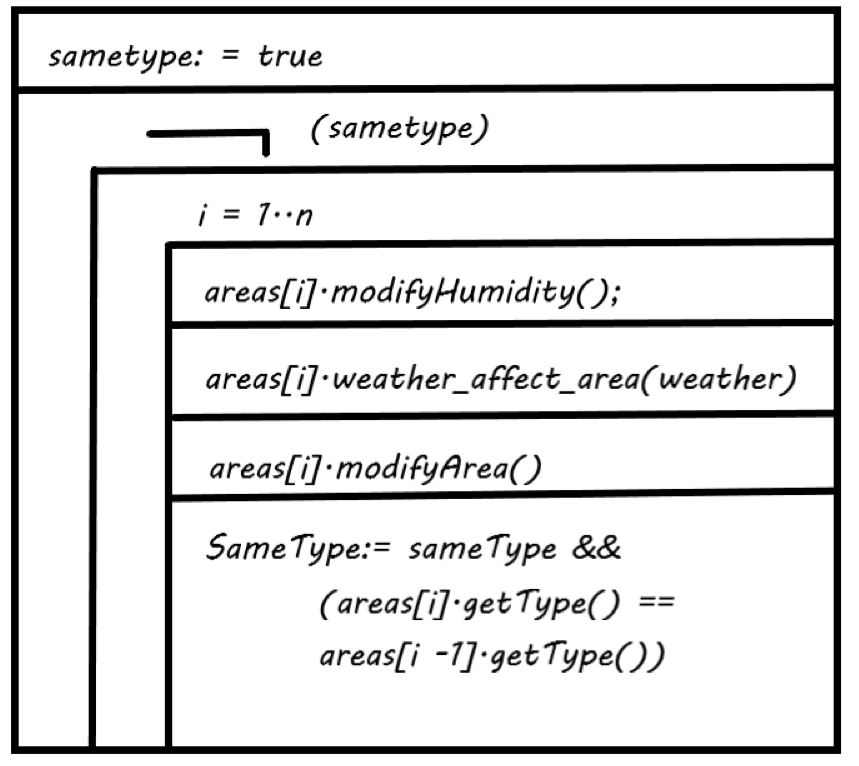 sametype: = true
¬ (sametype)
i = 1..n
areas[i].modifyHumidity();
areas[i].weather_affect_area(weather)
areas[i].modifyArea()
SameType:= sameType &&
(areas[i].getType() ==
areas[i -1].getType())